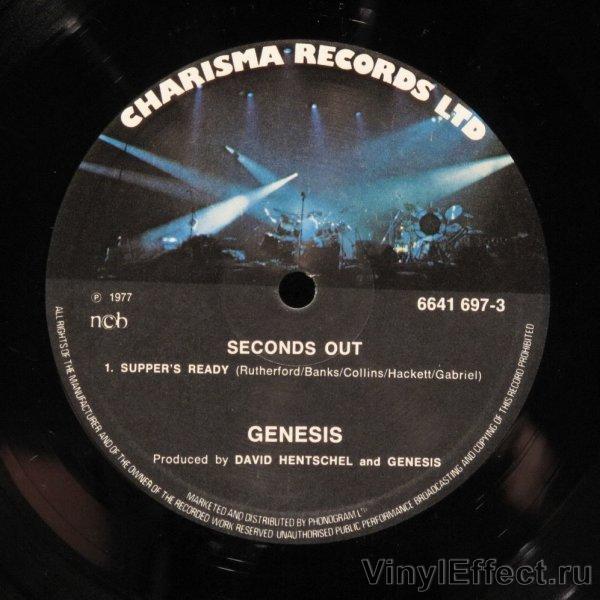 CHARISMA RECORDS LTD
℗ 1977
ncb
6641 697-3
SECONDS OUT
1. SUPPER'S READY (Rutherford/Banks/Collins/Hackett/Gabriel)
GENESIS
Produced by DAVID HENTSCHEL and GENESIS
MARKETED AND DISTRIBUTED BY PHONOGRAM LTD
ALL RIGHTS OF THE MANUFACTURER AND OF THE OWNER OF THE RECORDED WORK RESERVED UNAUTHORISED PUBLIC PERFORMANCE BROADCASTING AND COPYING OF THIS RECORD PROHIBITED
VinylEffect.ru